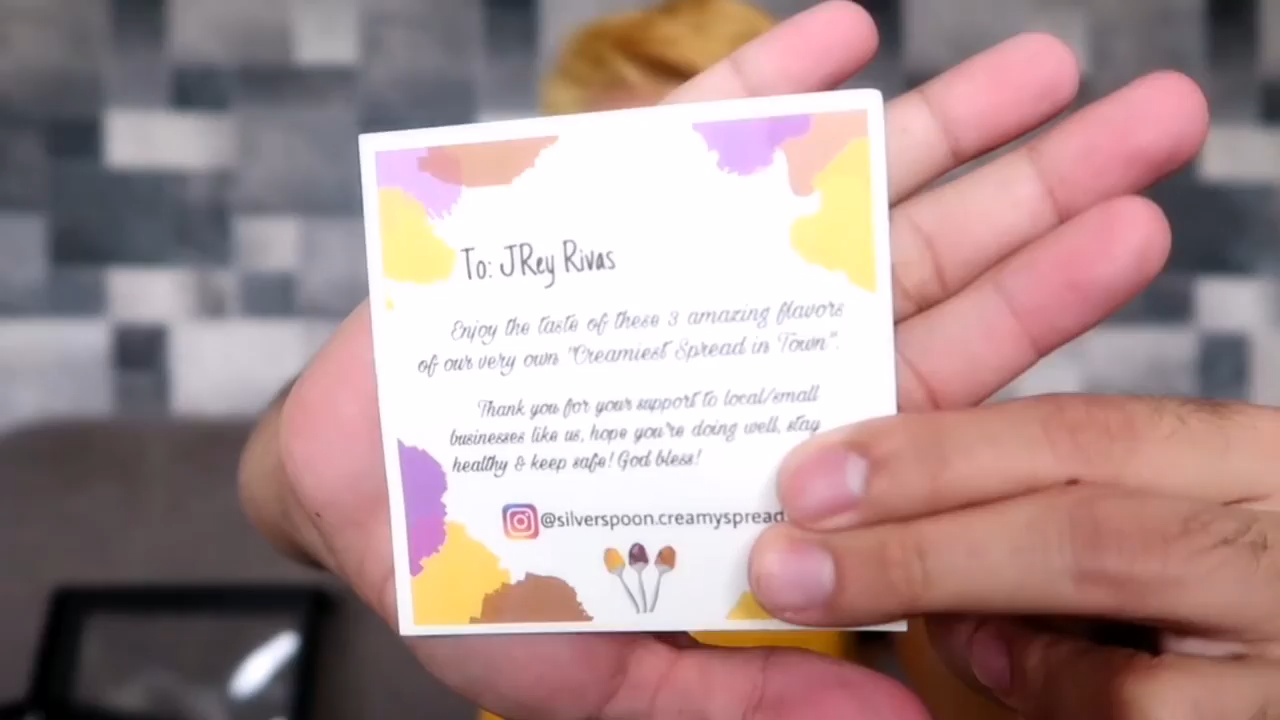 To: JRey Rivas
Enjoy the taste of these 3 amazing flavors
of our very own "Creamiest Spread in Town".
Thank you for your support to local/small
businesses like us, hope you're doing well, stay
healthy & keep safe! God bless!
@silverspoon.creamyspread